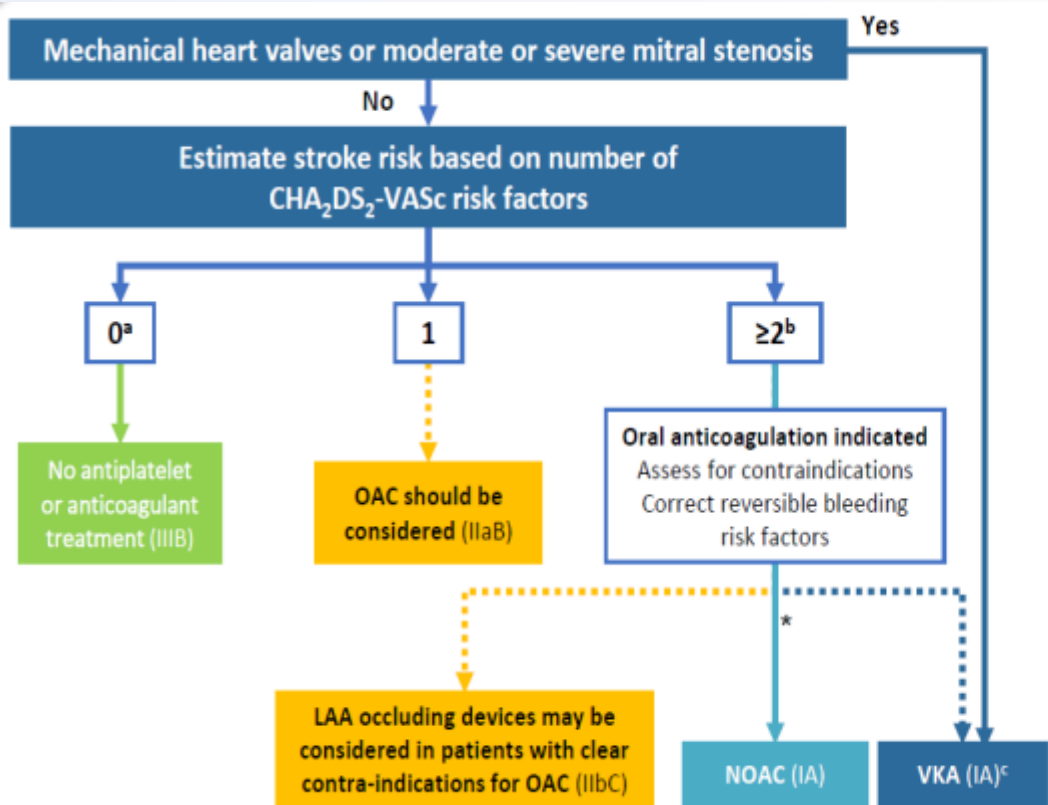 Mechanical heart valves or moderate or severe mitral stenosis
Yes
No
Estimate stroke risk based on number of
CHA₂DS₂-VASc risk factors
0ᵃ
1
≥2ᵇ
No antiplatelet
or anticoagulant
treatment (IIIB)
OAC should be
considered (IIaB)
Oral anticoagulation indicated
Assess for contraindications
Correct reversible bleeding
risk factors
*
LAA occluding devices may be
considered in patients with clear
contra-indications for OAC (IIbC)
NOAC (IA)
VKA (IA)ᶜ